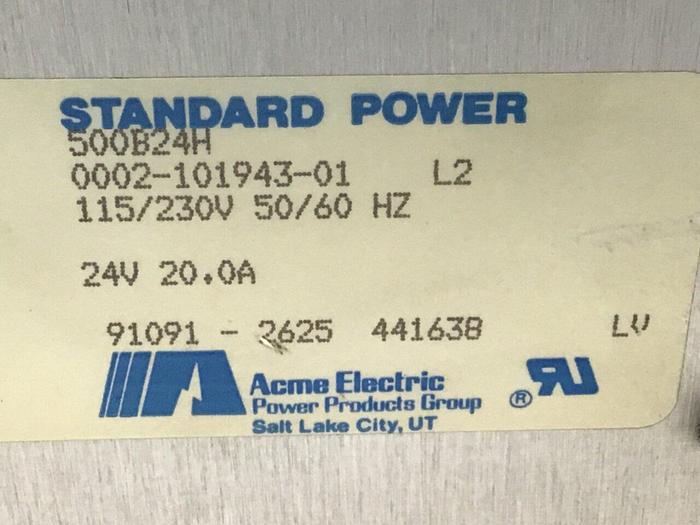 STANDARD POWER
500B24H
0002-101943-01 L2
115/230V 50/60 HZ
24V 20.0A
91091 - 2625 441638 LV
Acme Electric
Power Products Group ®
Salt Lake City, UT